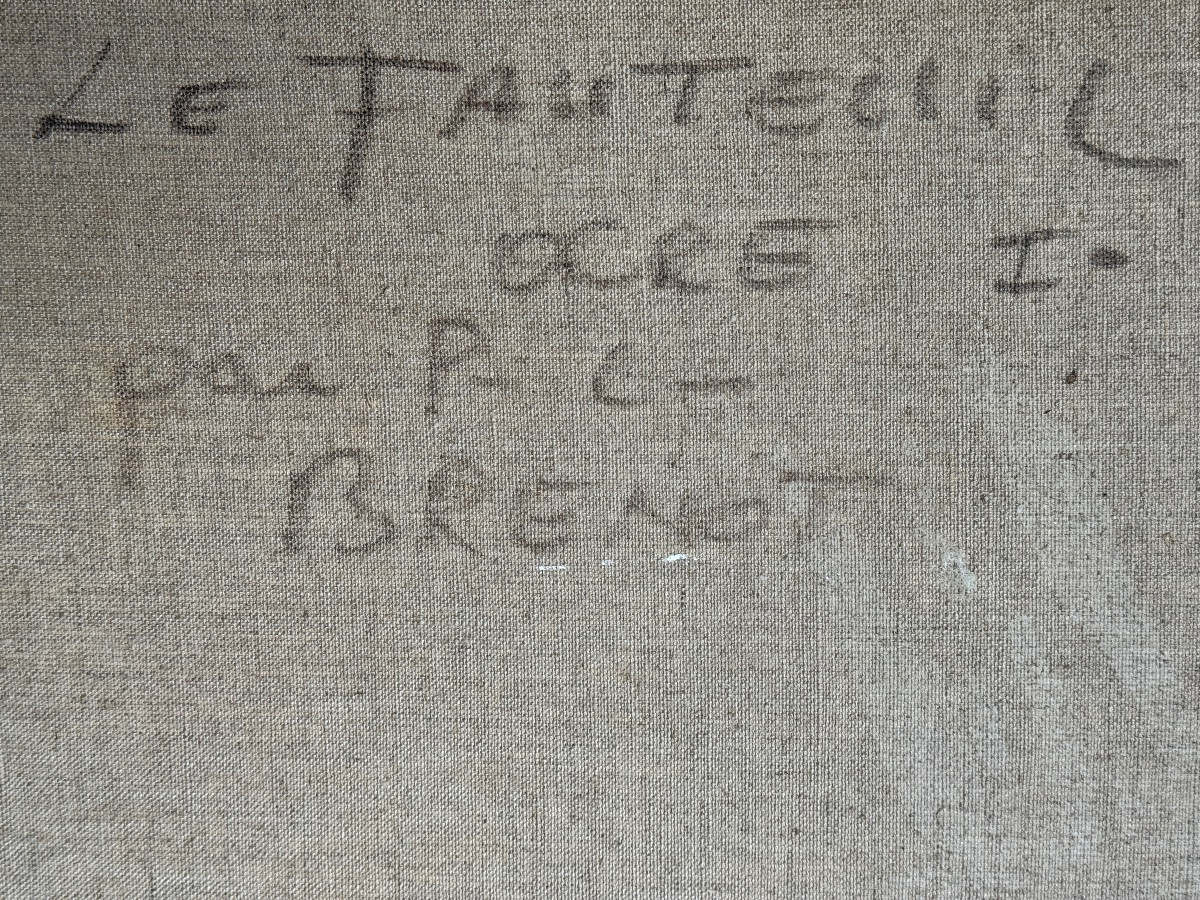 LE FAUTEUIL
OCRE I.
par P. L-
BRENOT